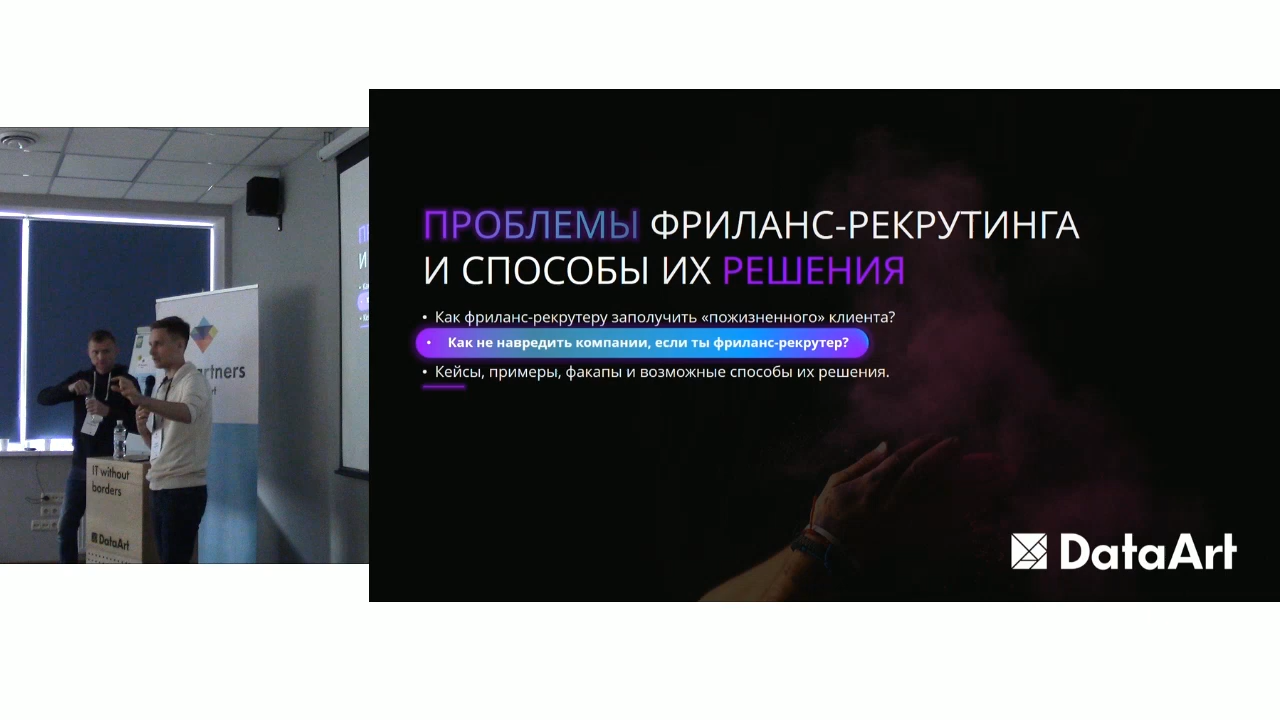 ПРОБЛЕМЫ ФРИЛАНС-РЕКРУТИНГА
И СПОСОБЫ ИХ РЕШЕНИЯ
• Как фриланс-рекрутеру заполучить «пожизненного» клиента?
• Как не навредить компании, если ты фриланс-рекрутер?
• Кейсы, примеры, факапы и возможные способы их решения.
DataArt
IT without
borders
DataArt